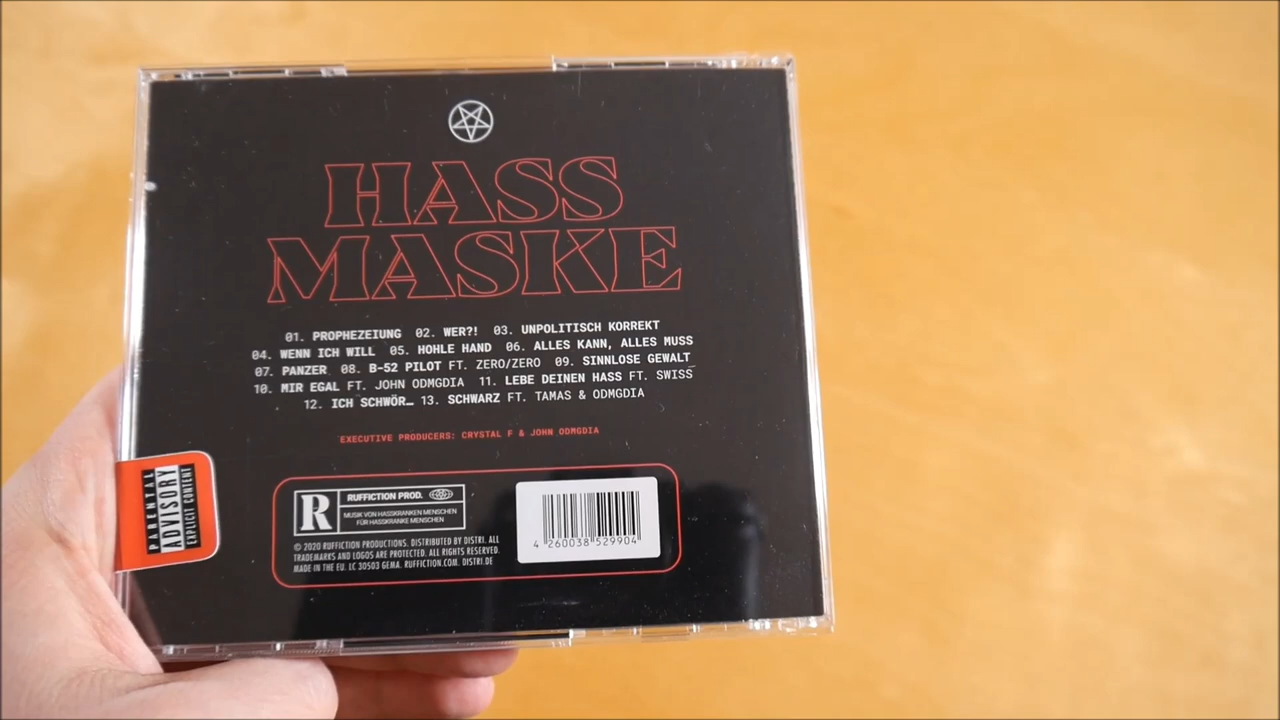 HASS
MASKE
01. PROPHEZEIUNG 02. WER?! 03. UNPOLITISCH KORREKT
04. WENN ICH WILL 05. HOHLE HAND 06. ALLES KANN, ALLES MUSS
07. PANZER 08. B-52 PILOT FT. ZERO/ZERO 09. SINNLOSE GEWALT
10. MIR EGAL FT. JOHN ODMGDIA 11. LEBE DEINEN HASS FT. SWISS
12. ICH SCHWÖR… 13. SCHWARZ FT. TAMAS & ODMGDIA
EXECUTIVE PRODUCERS: CRYSTAL F & JOHN ODMGDIA
PARENTAL
ADVISORY
EXPLICIT CONTENT
R
RUFFICTION PROD.
MUSIK VON HASSKRANKEN MENSCHEN
FÜR HASSKRANKE MENSCHEN
© 2020 RUFFICTION PRODUCTIONS. DISTRIBUTED BY DISTRI. ALL
TRADEMARKS AND LOGOS ARE PROTECTED. ALL RIGHTS RESERVED.
MADE IN THE EU. LC 30503 GEMA. RUFFICTION.COM. DISTRI.DE
4 260038 529904